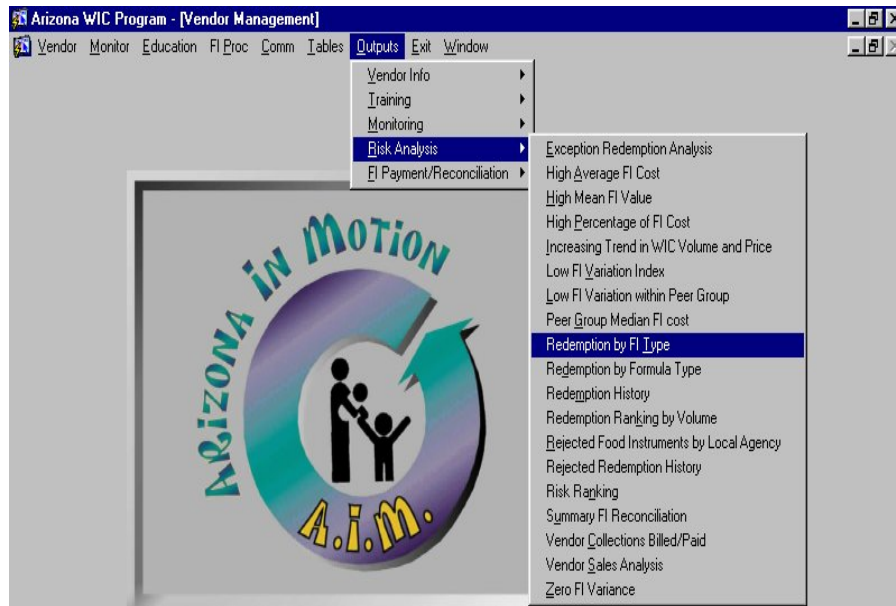 Arizona WIC Program - [Vendor Management]
Vendor Monitor Education FI Proc Comm Tables Outputs Exit Window
Vendor Info
Training
Monitoring
Risk Analysis
FI Payment/Reconciliation
Exception Redemption Analysis
High Average FI Cost
High Mean FI Value
High Percentage of FI Cost
Increasing Trend in WIC Volume and Price
Low FI Variation Index
Low FI Variation within Peer Group
Peer Group Median FI cost
Redemption by FI Type
Redemption by Formula Type
Redemption History
Redemption Ranking by Volume
Rejected Food Instruments by Local Agency
Rejected Redemption History
Risk Ranking
Summary FI Reconciliation
Vendor Collections Billed/Paid
Vendor Sales Analysis
Zero FI Variance
ARIZONA IN MOTION
A.I.M.